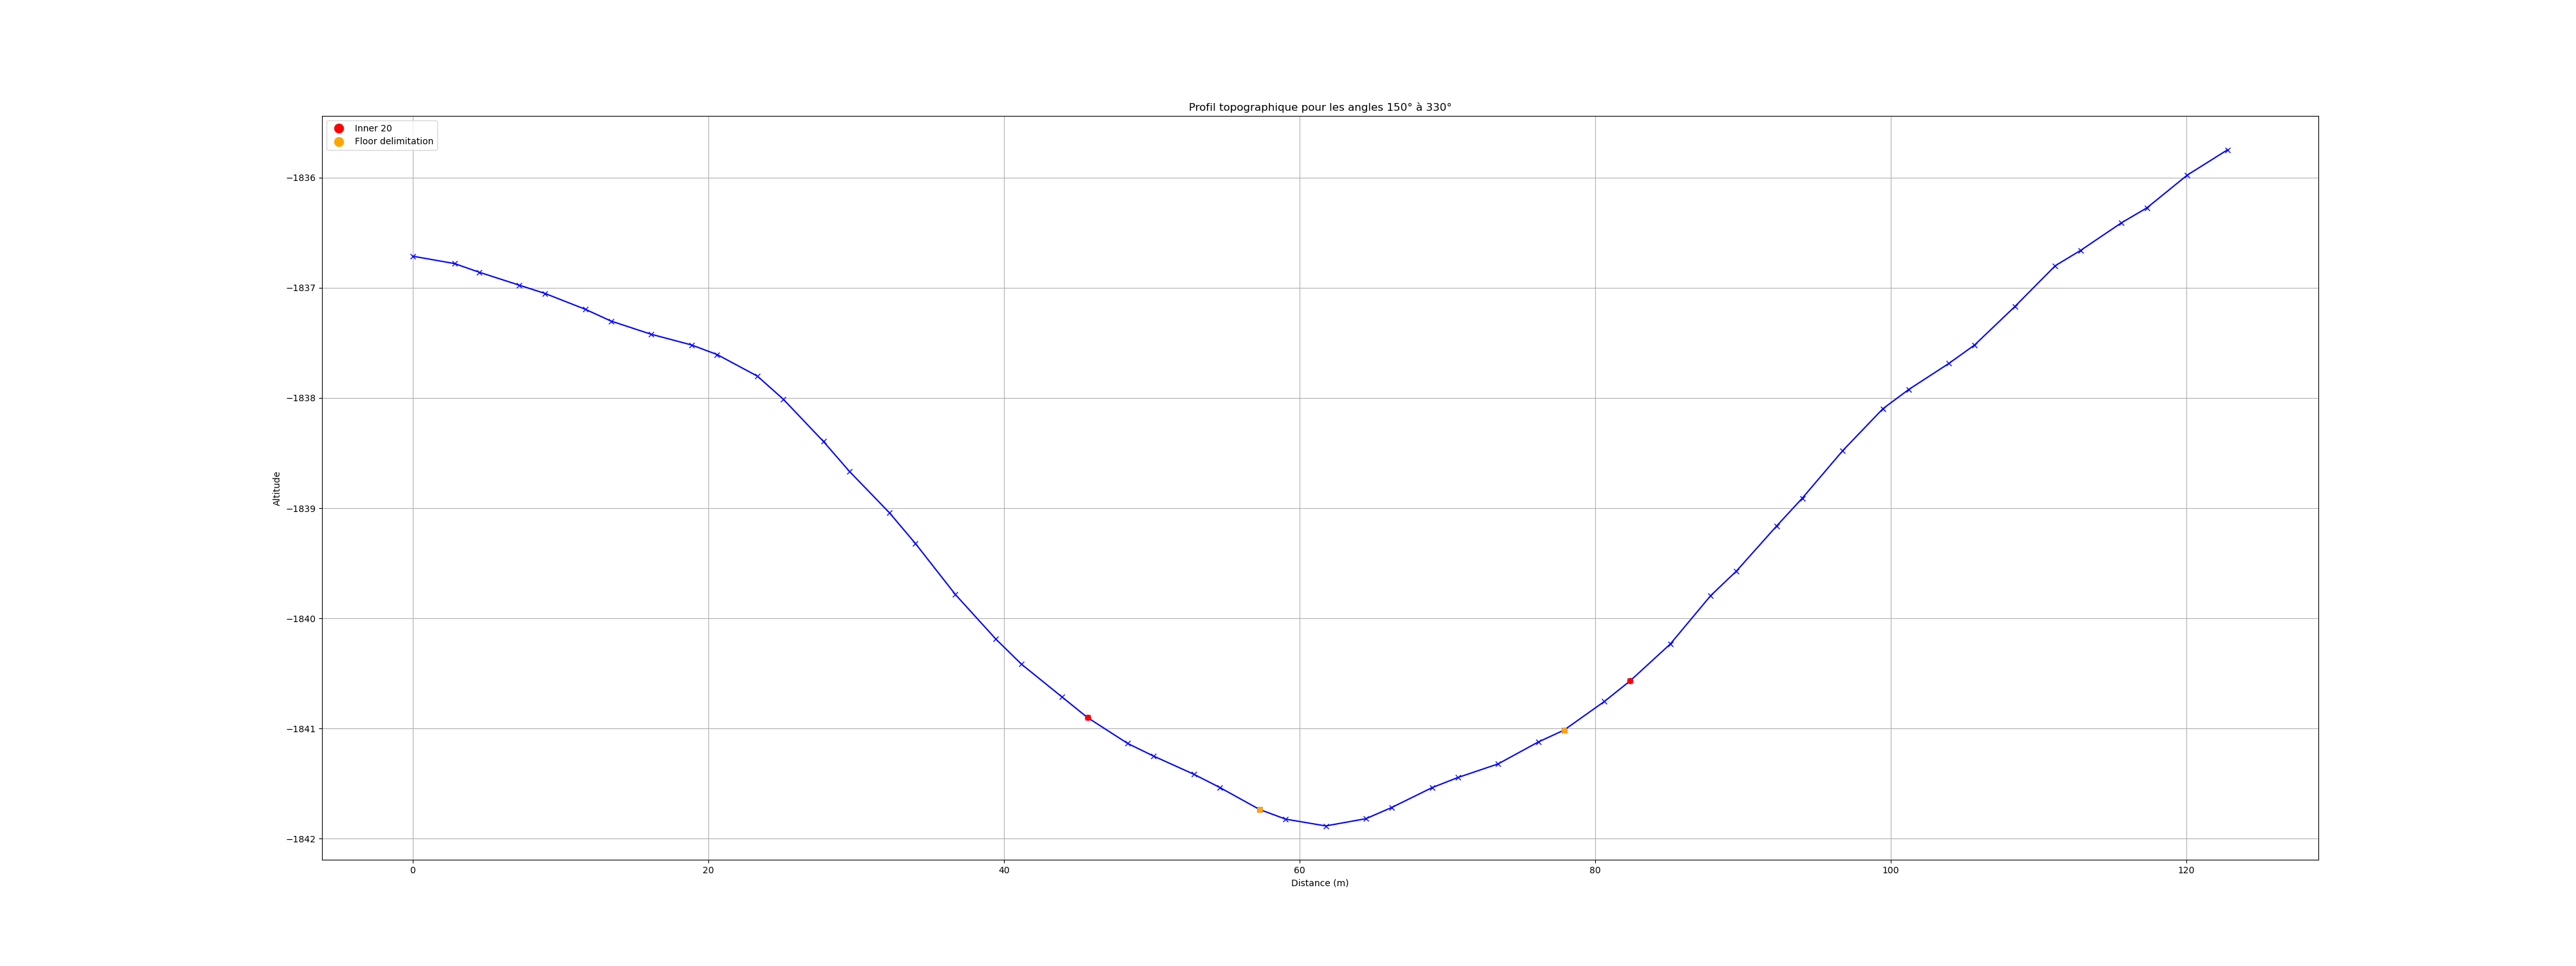 Profil topographique pour les angles 150° à 330°
Inner 20
Floor delimitation
−1836
−1837
−1838
−1839
−1840
−1841
−1842
Altitude
0 20 40 60 80 100 120
Distance (m)